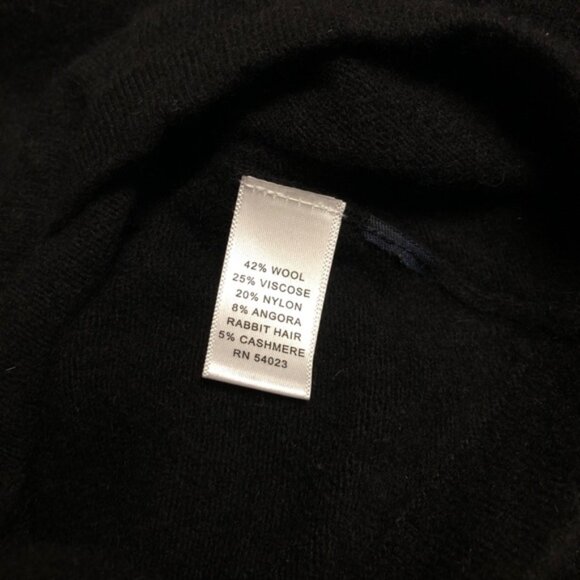 42% WOOL
25% VISCOSE
20% NYLON
8% ANGORA
RABBIT HAIR
5% CASHMERE
RN 54023